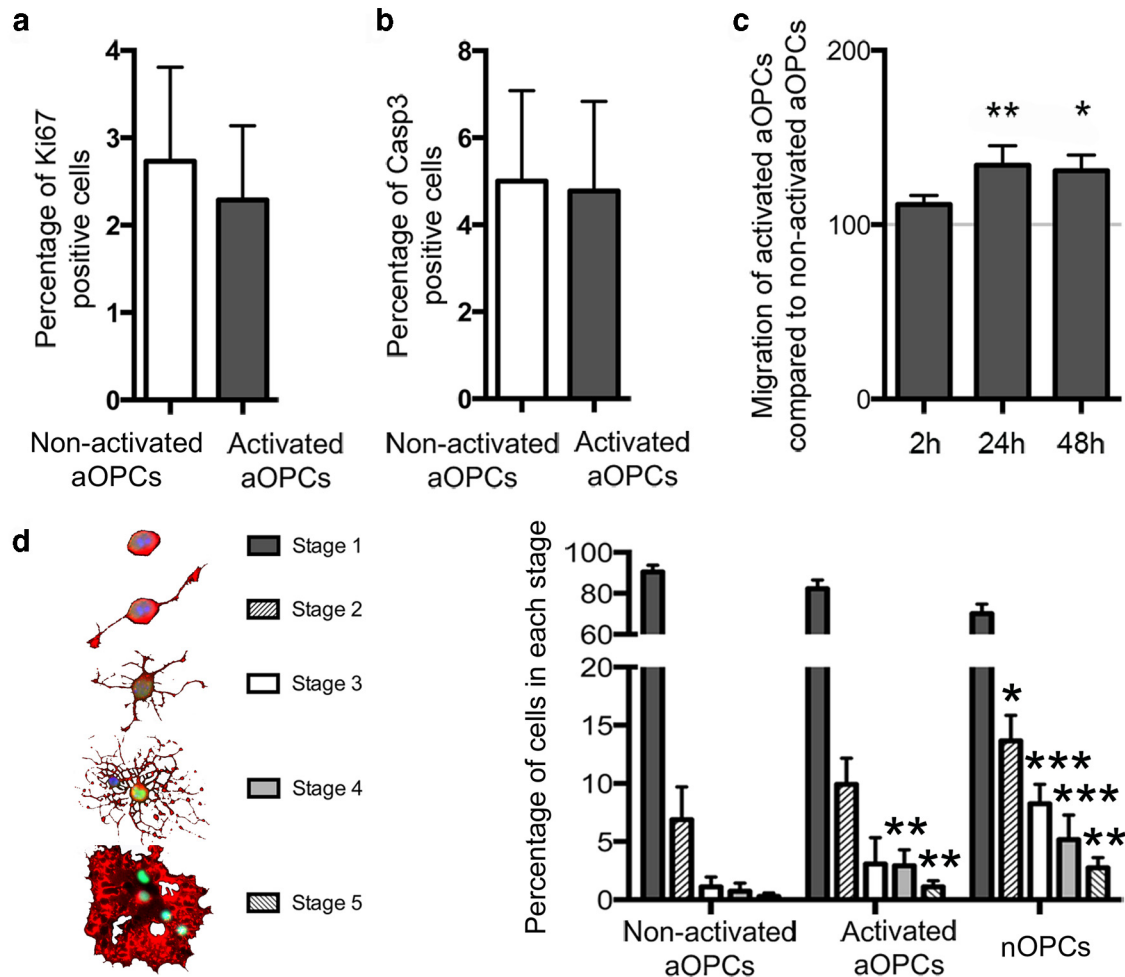 a
Percentage of Ki67
positive cells
4
3
2
1
0
Non-activated
aOPCs
Activated
aOPCs
b
Percentage of Casp3
positive cells
8
6
4
2
0
Non-activated
aOPCs
Activated
aOPCs
c
Migration of activated aOPCs
compared to non-activated aOPCs
200
100
0
** *
2h 24h 48h
d
Stage 1
Stage 2
Stage 3
Stage 4
Stage 5
Percentage of cells in each stage
100
80
60
20
15
10
5
0
**
**
*
***
***
**
Non-activated
aOPCs
Activated
aOPCs
nOPCs